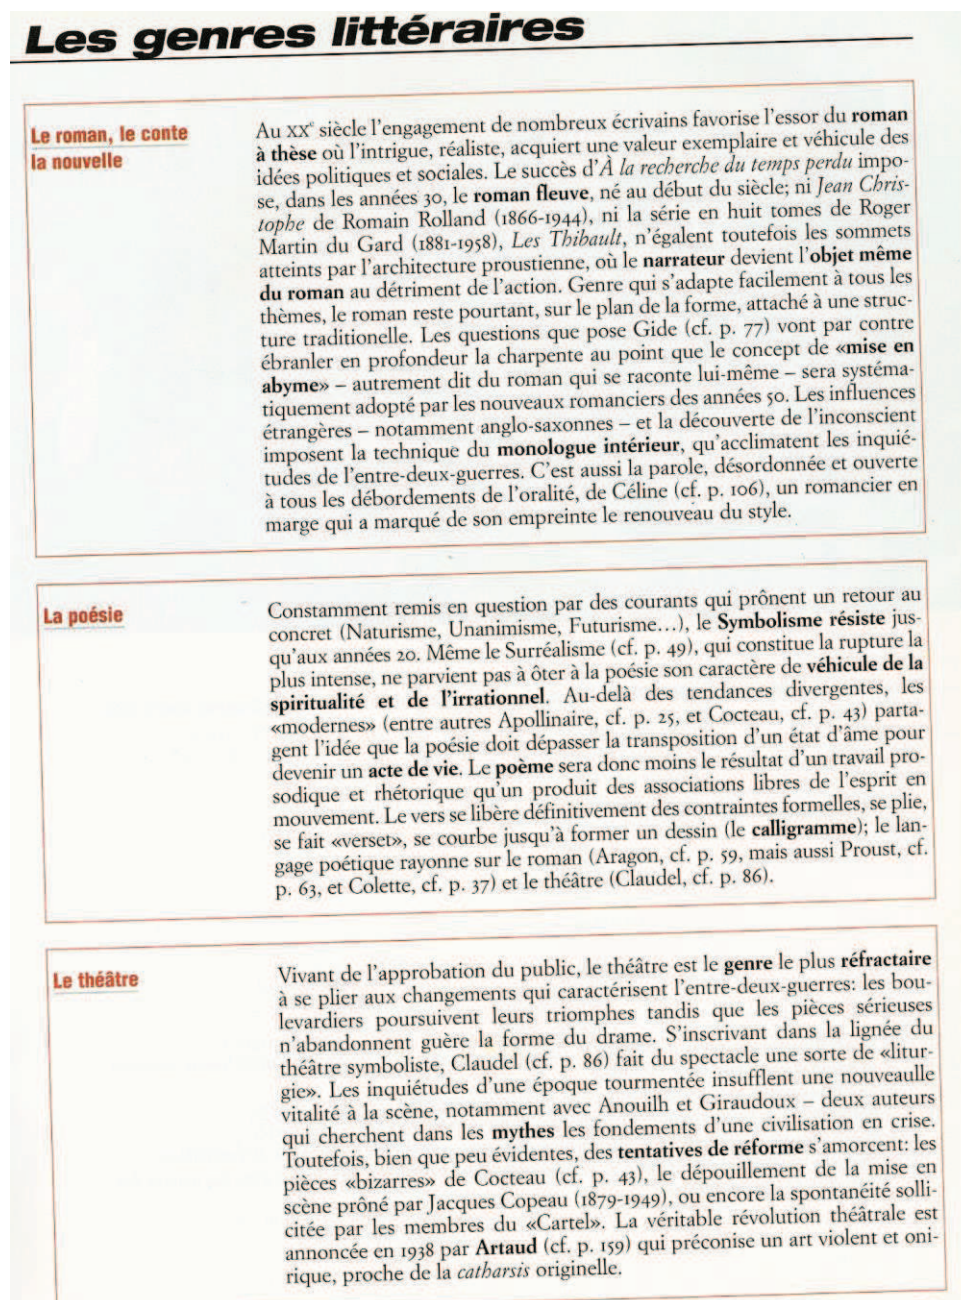 Les genres littéraires
Le roman, le conte
la nouvelle
Au XXᵉ siècle l'engagement de nombreux écrivains favorise l'essor du roman
à thèse où l'intrigue, réaliste, acquiert une valeur exemplaire et véhicule des
idées politiques et sociales. Le succès d'À la recherche du temps perdu impo-
se, dans les années 30, le roman fleuve, né au début du siècle; ni Jean Chris-
tophe de Romain Rolland (1866-1944), ni la série en huit tomes de Roger
Martin du Gard (1881-1958), Les Thibault, n'égalent toutefois les sommets
atteints par l'architecture proustienne, où le narrateur devient l'objet même
du roman au détriment de l'action. Genre qui s'adapte facilement à tous les
thèmes, le roman reste pourtant, sur le plan de la forme, attaché à une struc-
ture traditionelle. Les questions que pose Gide (cf. p. 77) vont par contre
ébranler en profondeur la charpente au point que le concept de «mise en
abyme» – autrement dit du roman qui se raconte lui-même – sera systéma-
tiquement adopté par les nouveaux romanciers des années 50. Les influences
étrangères – notamment anglo-saxonnes – et la découverte de l'inconscient
imposent la technique du monologue intérieur, qu'acclimatent les inquié-
tudes de l'entre-deux-guerres. C'est aussi la parole, désordonnée et ouverte
à tous les débordements de l'oralité, de Céline (cf. p. 106), un romancier en
marge qui a marqué de son empreinte le renouveau du style.
La poésie
Constamment remis en question par des courants qui prônent un retour au
concret (Naturisme, Unanimisme, Futurisme...), le Symbolisme résiste jus-
qu'aux années 20. Même le Surréalisme (cf. p. 49), qui constitue la rupture la
plus intense, ne parvient pas à ôter à la poésie son caractère de véhicule de la
spiritualité et de l'irrationnel. Au-delà des tendances divergentes, les
«modernes» (entre autres Apollinaire, cf. p. 25, et Cocteau, cf. p. 43) parta-
gent l'idée que la poésie doit dépasser la transposition d'un état d'âme pour
devenir un acte de vie. Le poème sera donc moins le résultat d'un travail pro-
sodique et rhétorique qu'un produit des associations libres de l'esprit en
mouvement. Le vers se libère définitivement des contraintes formelles, se plie,
se fait «verset», se courbe jusqu'à former un dessin (le calligramme); le lan-
gage poétique rayonne sur le roman (Aragon, cf. p. 59, mais aussi Proust, cf.
p. 63, et Colette, cf. p. 37) et le théâtre (Claudel, cf. p. 86).
Le théâtre
Vivant de l'approbation du public, le théâtre est le genre le plus réfractaire
à se plier aux changements qui caractérisent l'entre-deux-guerres: les bou-
levardiers poursuivent leurs triomphes tandis que les pièces sérieuses
n'abandonnent guère la forme du drame. S'inscrivant dans la lignée du
théâtre symboliste, Claudel (cf. p. 86) fait du spectacle une sorte de «litur-
gie». Les inquiétudes d'une époque tourmentée insufflent une nouveaulle
vitalité à la scène, notamment avec Anouilh et Giraudoux – deux auteurs
qui cherchent dans les mythes les fondements d'une civilisation en crise.
Toutefois, bien que peu évidentes, des tentatives de réforme s'amorcent: les
pièces «bizarres» de Cocteau (cf. p. 43), le dépouillement de la mise en
scène prôné par Jacques Copeau (1879-1949), ou encore la spontanéité solli-
citée par les membres du «Cartel». La véritable révolution théâtrale est
annoncée en 1938 par Artaud (cf. p. 159) qui préconise un art violent et oni-
rique, proche de la catharsis originelle.